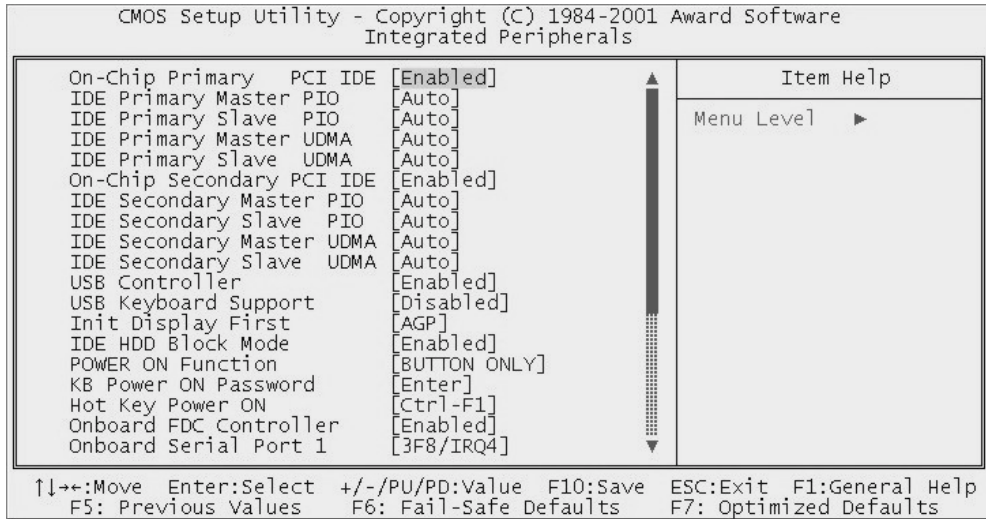 CMOS Setup Utility - Copyright (C) 1984-2001 Award Software
Integrated Peripherals
On-Chip Primary   PCI IDE [Enabled]
IDE Primary Master PIO [Auto]
IDE Primary Slave  PIO [Auto]
IDE Primary Master UDMA [Auto]
IDE Primary Slave  UDMA [Auto]
On-Chip Secondary PCI IDE [Enabled]
IDE Secondary Master PIO [Auto]
IDE Secondary Slave  PIO [Auto]
IDE Secondary Master UDMA [Auto]
IDE Secondary Slave  UDMA [Auto]
USB Controller [Enabled]
USB Keyboard Support [Disabled]
Init Display First [AGP]
IDE HDD Block Mode [Enabled]
POWER ON Function [BUTTON ONLY]
KB Power ON Password [Enter]
Hot Key Power ON [Ctrl-F1]
Onboard FDC Controller [Enabled]
Onboard Serial Port 1 [3F8/IRQ4]
Item Help
Menu Level ►
↑↓→←:Move  Enter:Select  +/-/PU/PD:Value  F10:Save  ESC:Exit  F1:General Help
F5: Previous Values  F6: Fail-Safe Defaults  F7: Optimized Defaults